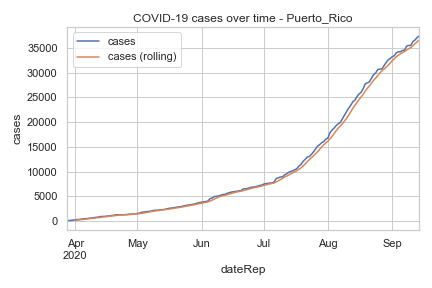 COVID-19 cases over time - Puerto_Rico
cases
cases (rolling)
35000
30000
25000
20000
15000
10000
5000
0
cases
Apr
2020
May
Jun
Jul
Aug
Sep
dateRep